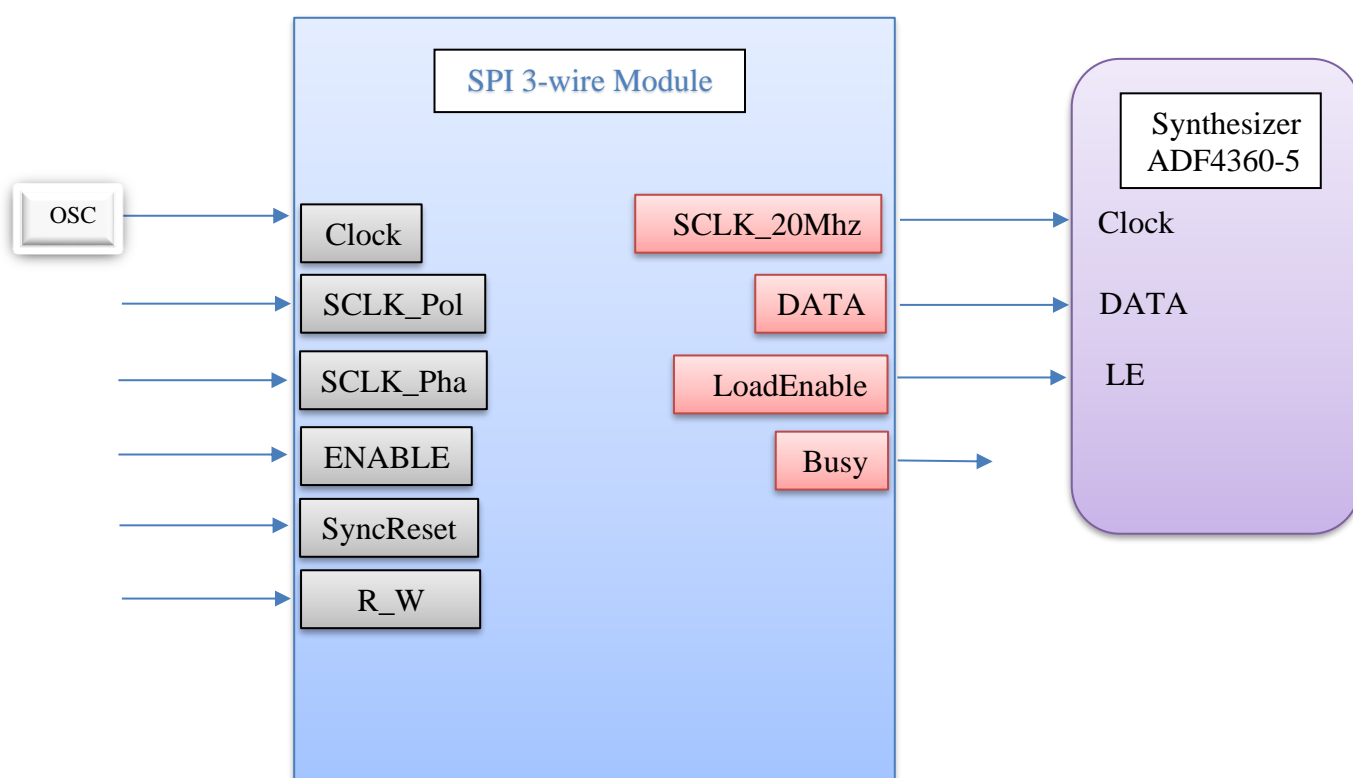 SPI 3-wire Module
Synthesizer
ADF4360-5
OSC
Clock
SCLK_Pol
SCLK_Pha
ENABLE
SyncReset
R_W
SCLK_20Mhz
DATA
LoadEnable
Busy
Clock
DATA
LE